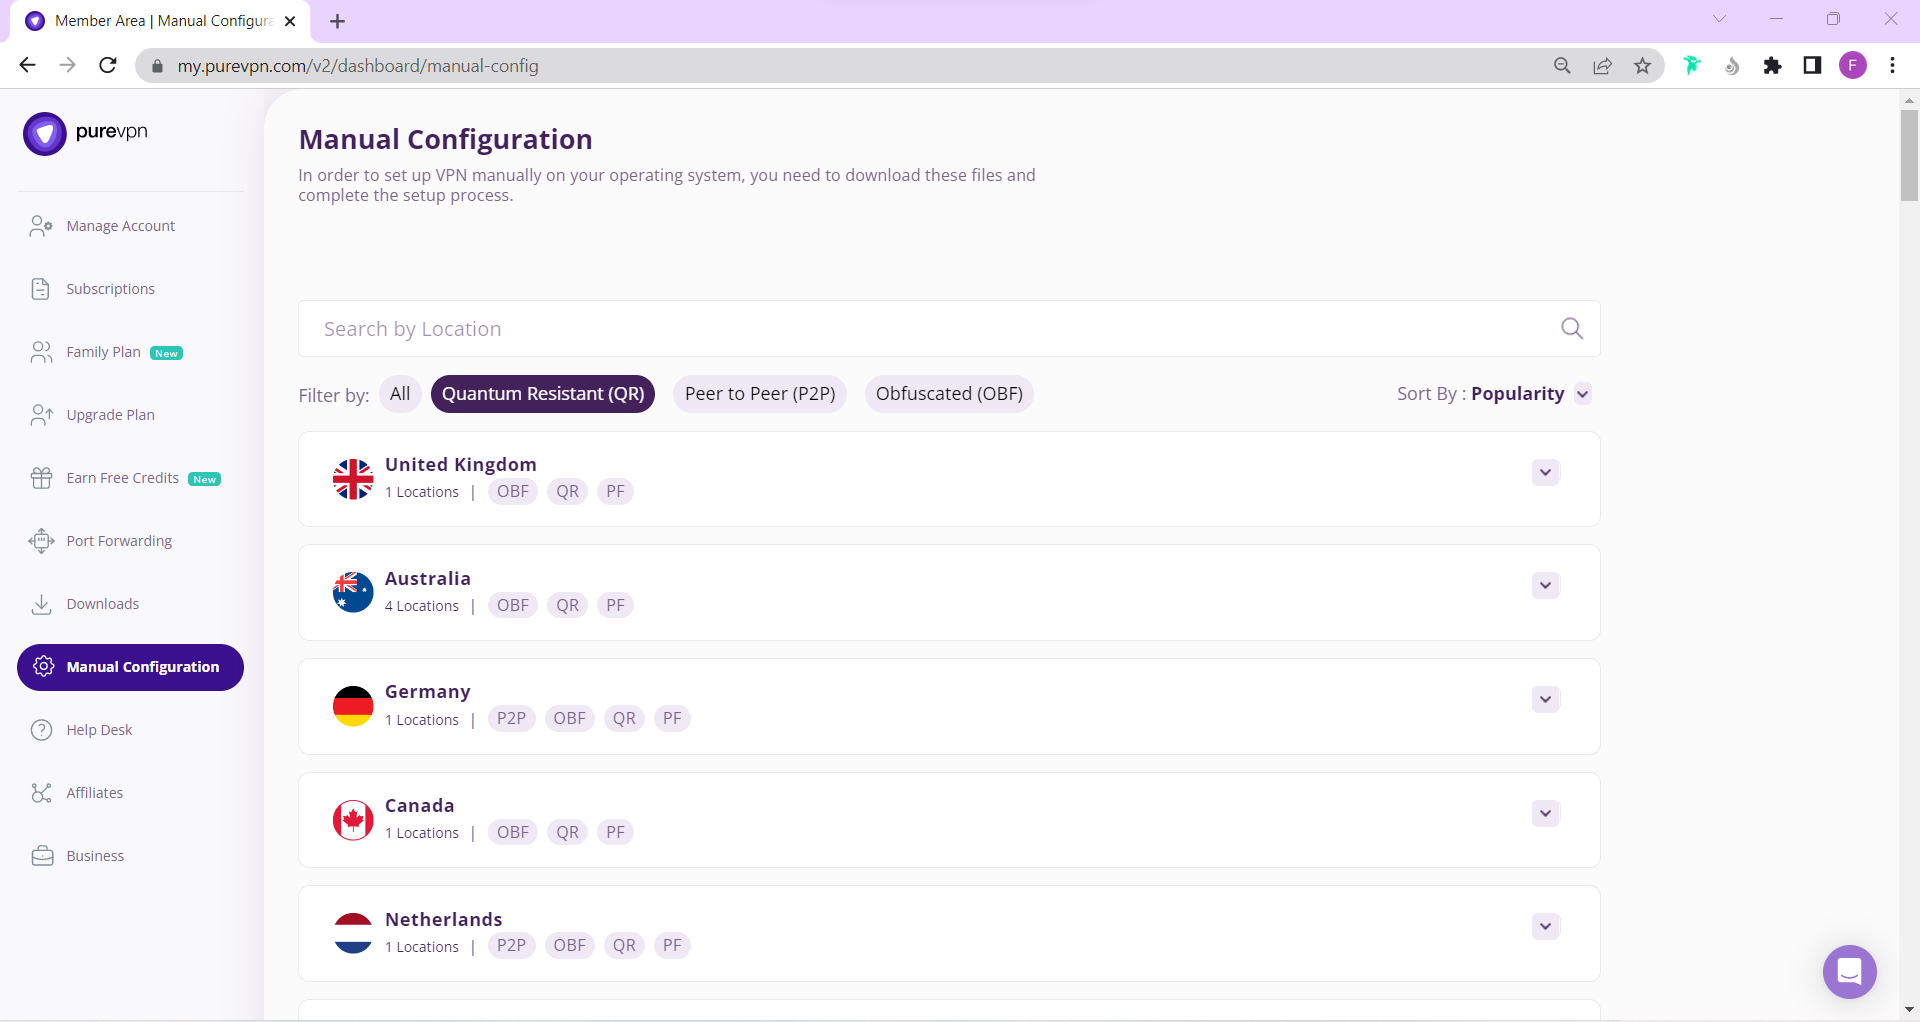 Member Area | Manual Configura
my.purevpn.com/v2/dashboard/manual-config
F
purevpn
Manage Account
Subscriptions
Family Plan New
Upgrade Plan
Earn Free Credits New
Port Forwarding
Downloads
Manual Configuration
Help Desk
Affiliates
Business
Manual Configuration
In order to set up VPN manually on your operating system, you need to download these files and
complete the setup process.
Search by Location
Filter by: All Quantum Resistant (QR) Peer to Peer (P2P) Obfuscated (OBF) Sort By : Popularity
United Kingdom
1 Locations | OBF QR PF
Australia
4 Locations | OBF QR PF
Germany
1 Locations | P2P OBF QR PF
Canada
1 Locations | OBF QR PF
Netherlands
1 Locations | P2P OBF QR PF